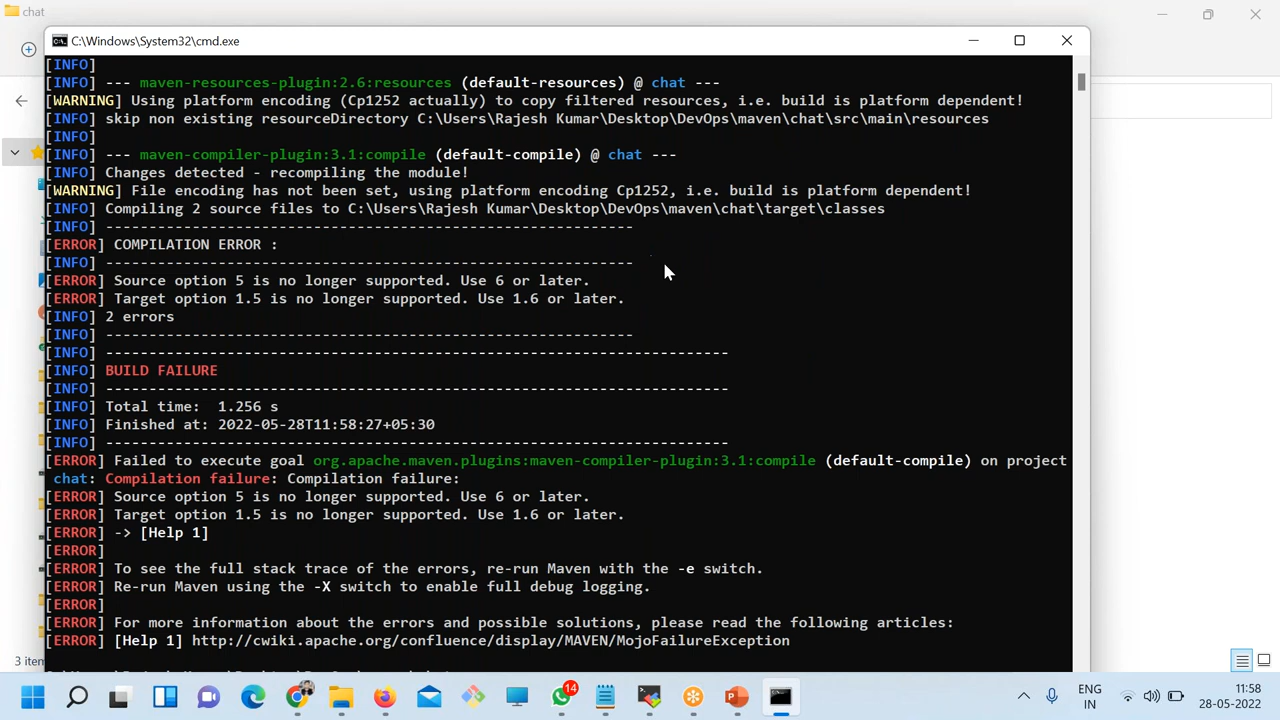 chat
C:\Windows\System32\cmd.exe
[INFO]
[INFO] --- maven-resources-plugin:2.6:resources (default-resources) @ chat ---
[WARNING] Using platform encoding (Cp1252 actually) to copy filtered resources, i.e. build is platform dependent!
[INFO] skip non existing resourceDirectory C:\Users\Rajesh Kumar\Desktop\DevOps\maven\chat\src\main\resources
[INFO]
[INFO] --- maven-compiler-plugin:3.1:compile (default-compile) @ chat ---
[INFO] Changes detected - recompiling the module!
[WARNING] File encoding has not been set, using platform encoding Cp1252, i.e. build is platform dependent!
[INFO] Compiling 2 source files to C:\Users\Rajesh Kumar\Desktop\DevOps\maven\chat\target\classes
[INFO] -------------------------------------------------------------
[ERROR] COMPILATION ERROR :
[INFO] -------------------------------------------------------------
[ERROR] Source option 5 is no longer supported. Use 6 or later.
[ERROR] Target option 1.5 is no longer supported. Use 1.6 or later.
[INFO] 2 errors
[INFO] -------------------------------------------------------------
[INFO] ------------------------------------------------------------------------
[INFO] BUILD FAILURE
[INFO] ------------------------------------------------------------------------
[INFO] Total time:  1.256 s
[INFO] Finished at: 2022-05-28T11:58:27+05:30
[INFO] ------------------------------------------------------------------------
[ERROR] Failed to execute goal org.apache.maven.plugins:maven-compiler-plugin:3.1:compile (default-compile) on project
chat: Compilation failure: Compilation failure:
[ERROR] Source option 5 is no longer supported. Use 6 or later.
[ERROR] Target option 1.5 is no longer supported. Use 1.6 or later.
[ERROR] -> [Help 1]
[ERROR]
[ERROR] To see the full stack trace of the errors, re-run Maven with the -e switch.
[ERROR] Re-run Maven using the -X switch to enable full debug logging.
[ERROR]
[ERROR] For more information about the errors and possible solutions, please read the following articles:
[ERROR] [Help 1] http://cwiki.apache.org/confluence/display/MAVEN/MojoFailureException
3 item
14
ENG
IN
11:58
28-05-2022